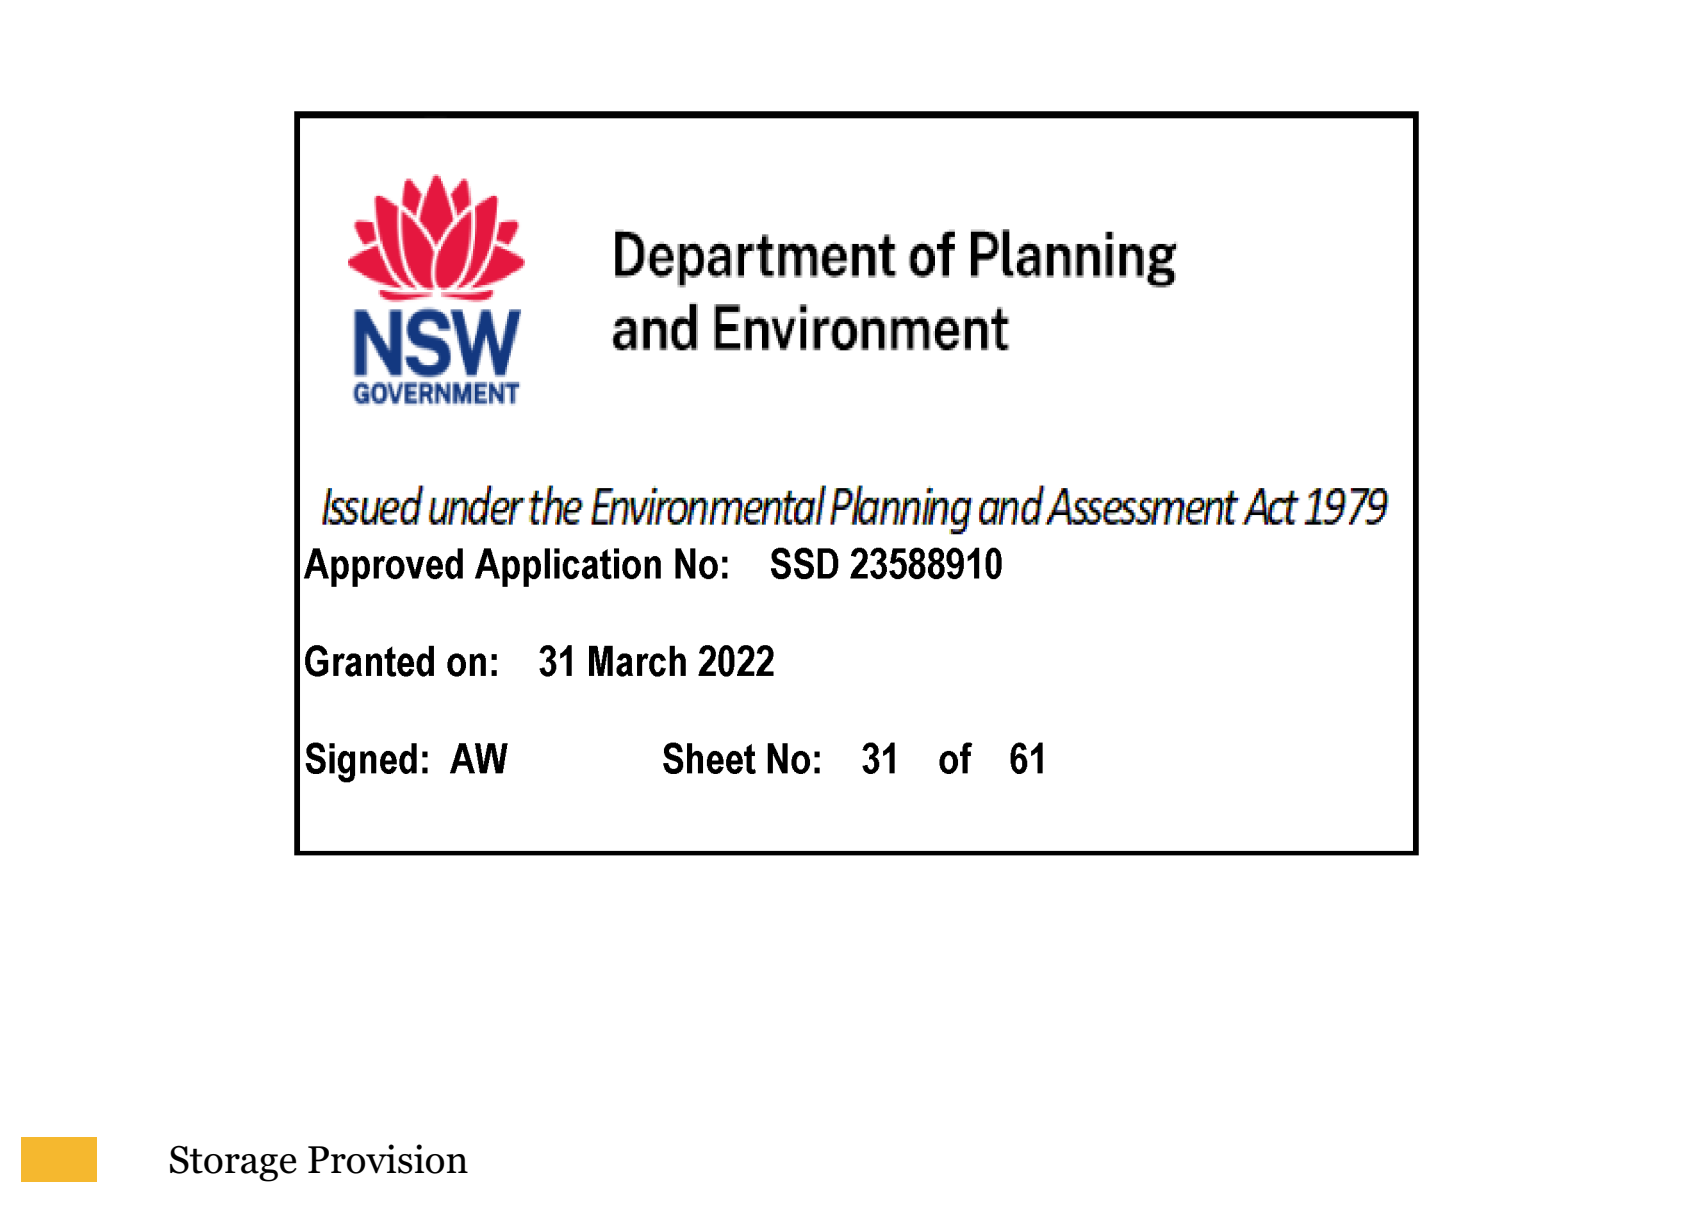 NSW
GOVERNMENT
Department of Planning
and Environment
Issued under the Environmental Planning and Assessment Act 1979
Approved Application No: SSD 23588910
Granted on: 31 March 2022
Signed: AW Sheet No: 31 of 61
Storage Provision